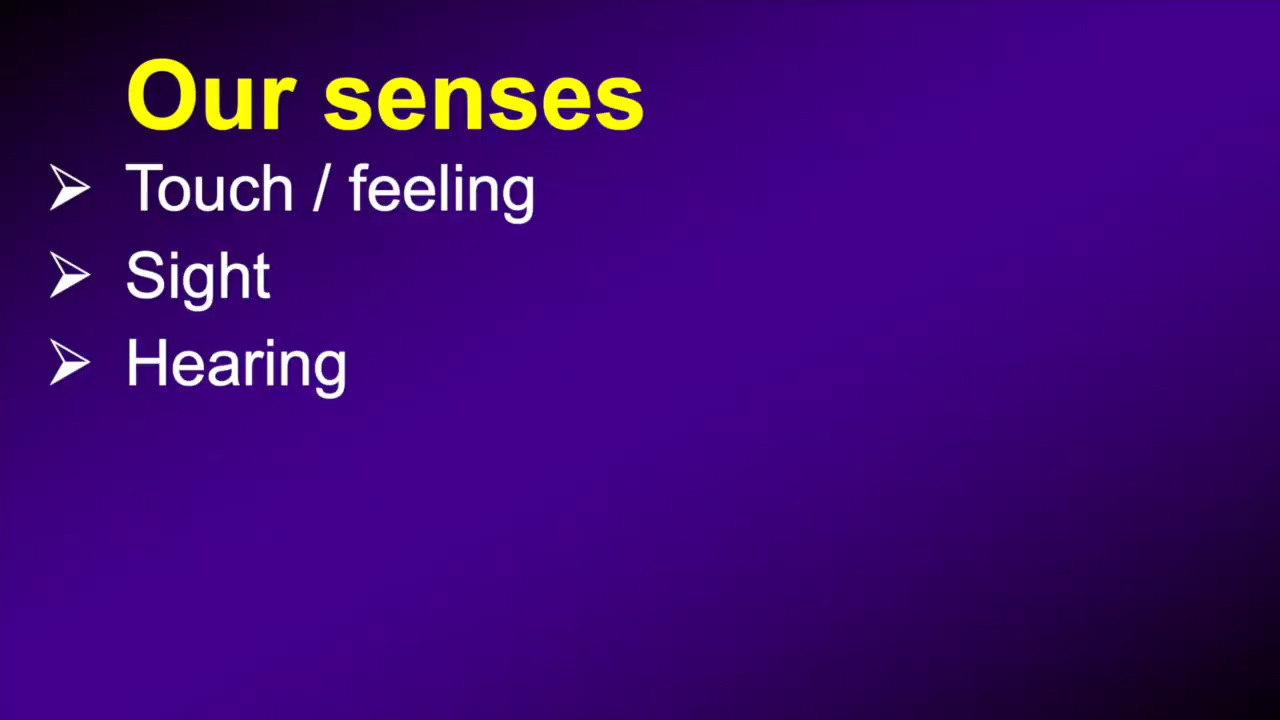 Our senses
➢ Touch / feeling
➢ Sight
➢ Hearing